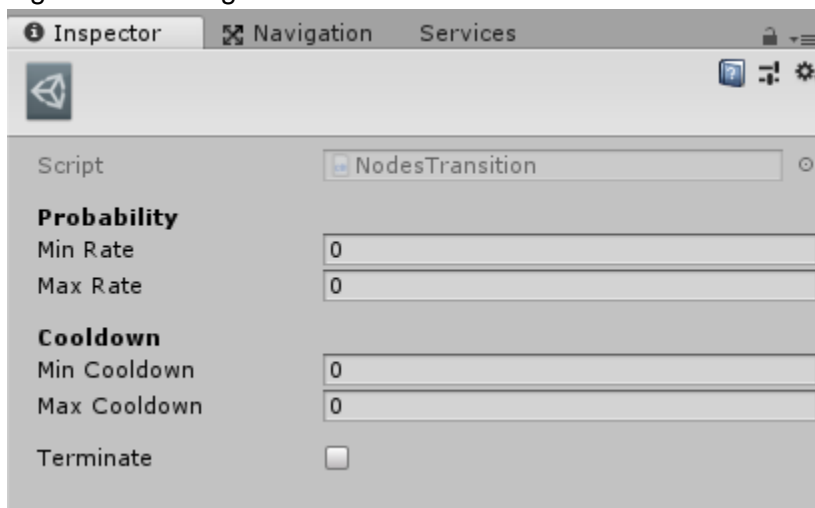 Inspector Navigation Services
Script NodesTransition
Probability
Min Rate 0
Max Rate 0
Cooldown
Min Cooldown 0
Max Cooldown 0
Terminate